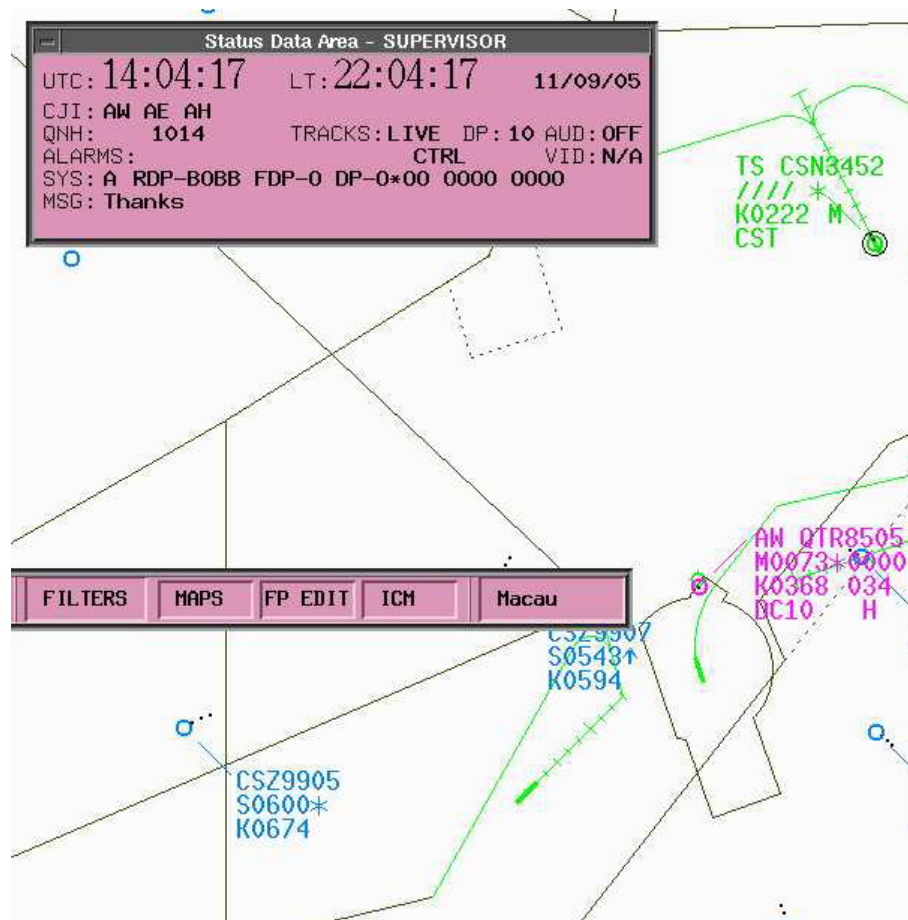 Status Data Area - SUPERVISOR
UTC: 14:04:17 LT: 22:04:17 11/09/05
CJI: AW AE AH
QNH: 1014 TRACKS: LIVE DP: 10 AUD: OFF
ALARMS: CTRL VID: N/A
SYS: A RDP-BOBB FDP-O DP-O*00 0000 0000
MSG: Thanks
TS CSN3452
//// *
K0222 M
CST
AW QTR8505
M0073*0000
K0368 034
DC10 H
FILTERS MAPS FP EDIT ICM Macau
CSZ9907
S0543↑
K0594
CSZ9905
S0600*
K0674